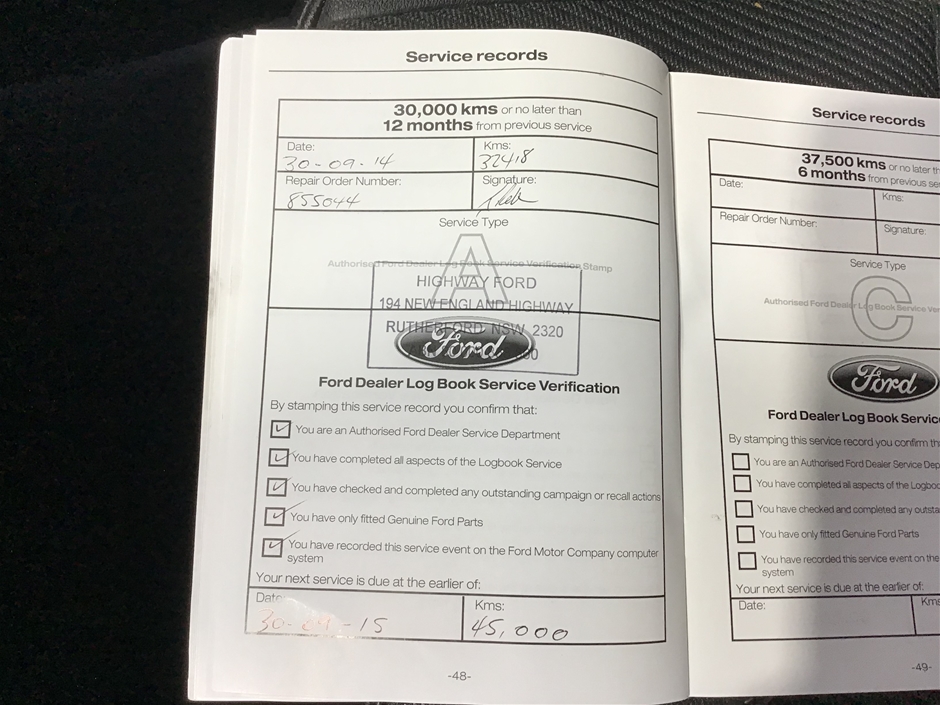 Service records
30,000 kms or no later than
12 months from previous service
Date:
30-09-14
Kms:
32418
Repair Order Number:
855044
Signature:
Service Type
A
Authorised Ford Dealer Log Book Service Verification Stamp
HIGHWAY FORD
194 NEW ENGLAND HIGHWAY
RUTHERFORD NSW 2320
Ford
Ford Dealer Log Book Service Verification
By stamping this service record you confirm that:
You are an Authorised Ford Dealer Service Department
You have completed all aspects of the Logbook Service
You have checked and completed any outstanding campaign or recall actions
You have only fitted Genuine Ford Parts
You have recorded this service event on the Ford Motor Company computer
system
Your next service is due at the earlier of:
Date
30- -15
Kms:
45,000
-48-
Service records
37,500 kms or no later
6 months from previous
Date:
Kms:
Repair Order Number:
Signature:
Service Type
C
Authorised Ford Dealer Log Book Service
Ford
Ford Dealer Log Book
By stamping this service record you confirm
You are an Authorised Ford Dealer Service
You have completed all aspects of the
You have checked and completed any
You have only fitted Genuine Ford Parts
You have recorded this service event on the
system
Your next service is due at the earlier of:
Date:
Kms
-49-